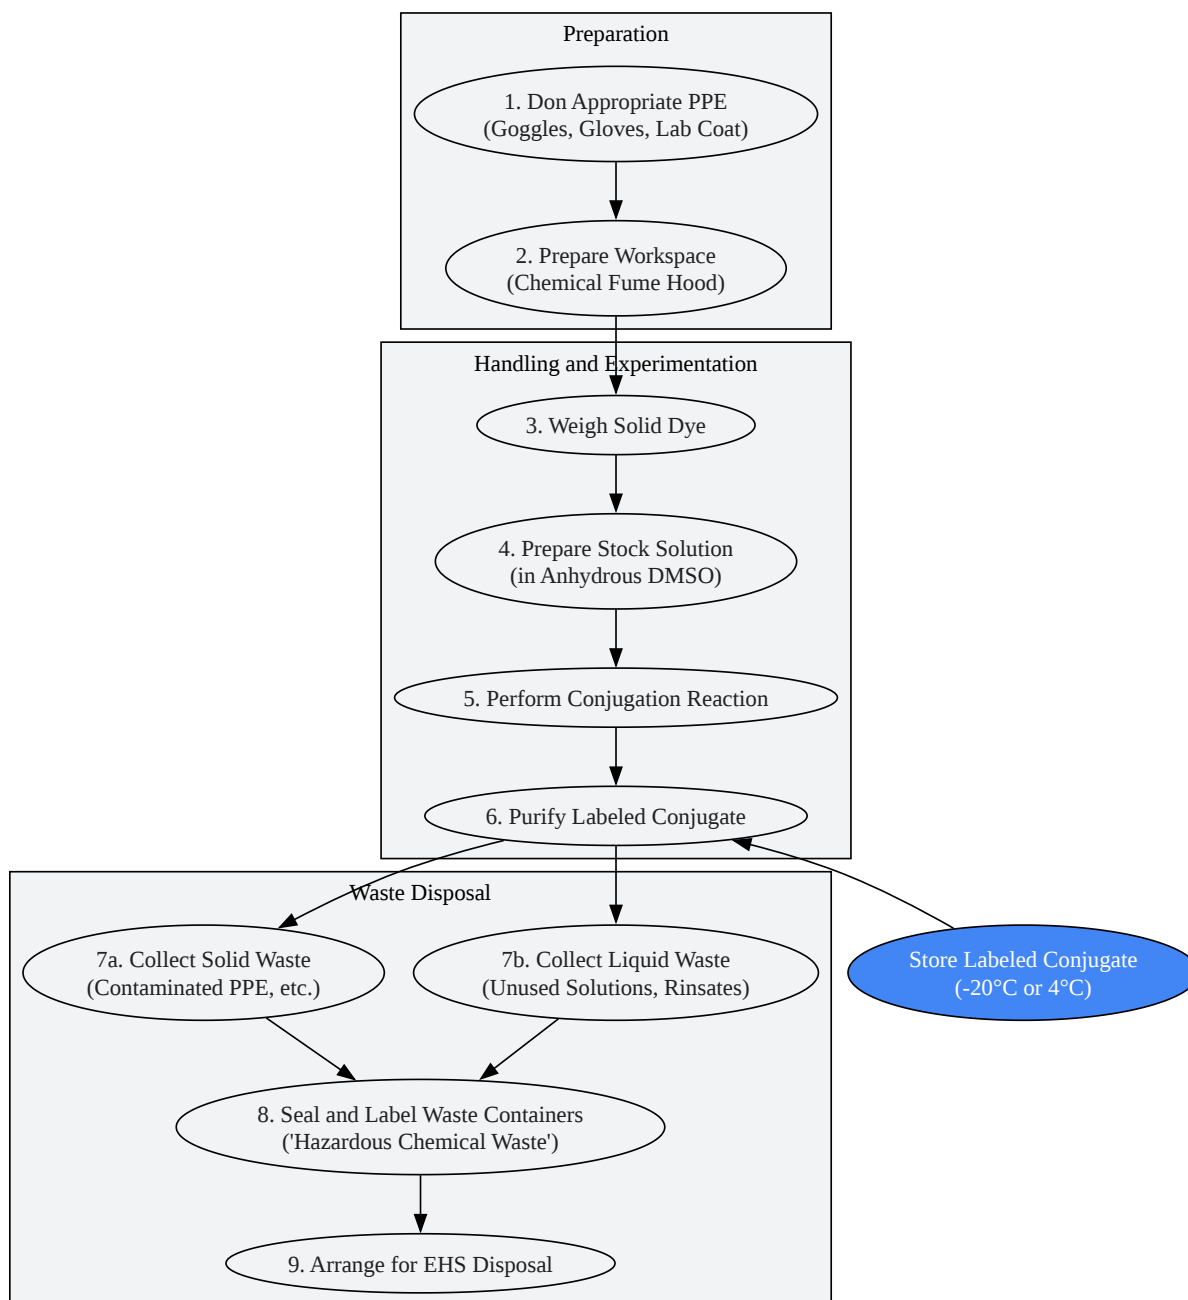 Preparation
1. Don Appropriate PPE
(Goggles, Gloves, Lab Coat)
2. Prepare Workspace
(Chemical Fume Hood)
Handling and Experimentation
3. Weigh Solid Dye
4. Prepare Stock Solution
(in Anhydrous DMSO)
5. Perform Conjugation Reaction
6. Purify Labeled Conjugate
Waste Disposal
7a. Collect Solid Waste
(Contaminated PPE, etc.)
7b. Collect Liquid Waste
(Unused Solutions, Rinsates)
Store Labeled Conjugate
(-20°C or 4°C)
8. Seal and Label Waste Containers
('Hazardous Chemical Waste')
9. Arrange for EHS Disposal